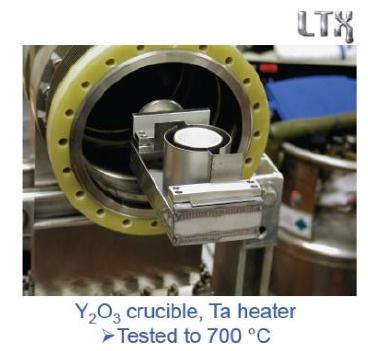 LTX
Y₂O₃ crucible, Ta heater
➢Tested to 700 °C